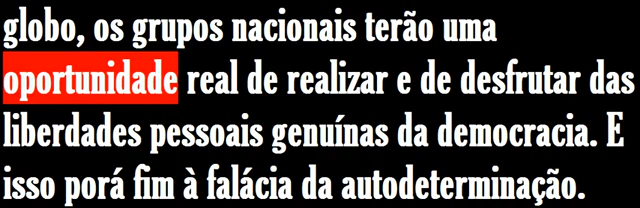 globo, os grupos nacionais terão uma
oportunidade real de realizar e de desfrutar das
liberdades pessoais genuínas da democracia. E
isso porá fim à falácia da autodeterminação.